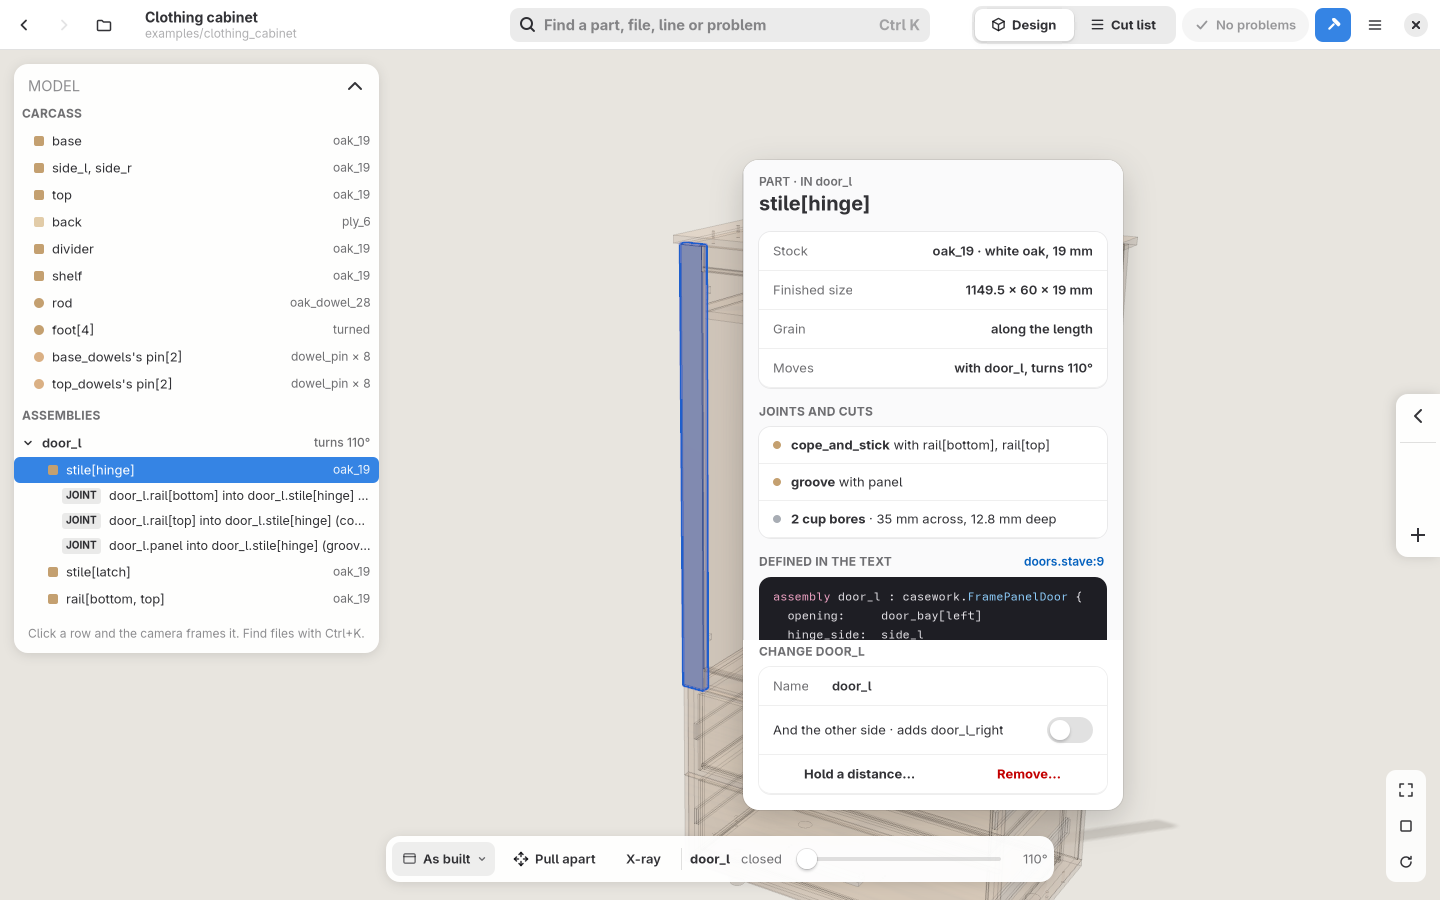 Clothing cabinet
examples/clothing_cabinet
Find a part, file, line or problem
Ctrl K
Design
Cut list
No problems
MODEL
CARCASS
base oak_19
side_l, side_r oak_19
top oak_19
back ply_6
divider oak_19
shelf oak_19
rod oak_dowel_28
foot[4] turned
base_dowels's pin[2] dowel_pin × 8
top_dowels's pin[2] dowel_pin × 8
ASSEMBLIES
door_l turns 110°
stile[hinge] oak_19
JOINT door_l.rail[bottom] into door_l.stile[hinge] ...
JOINT door_l.rail[top] into door_l.stile[hinge] (co...
JOINT door_l.panel into door_l.stile[hinge] (groov...
stile[latch] oak_19
rail[bottom, top] oak_19
Click a row and the camera frames it. Find files with Ctrl+K.
PART · IN door_l
stile[hinge]
Stock oak_19 · white oak, 19 mm
Finished size 1149.5 × 60 × 19 mm
Grain along the length
Moves with door_l, turns 110°
JOINTS AND CUTS
cope_and_stick with rail[bottom], rail[top]
groove with panel
2 cup bores · 35 mm across, 12.8 mm deep
DEFINED IN THE TEXT doors.stave:9
assembly door_l : casework.FramePanelDoor {
opening: door_bay[left]
hinge_side: side_l
CHANGE DOOR_L
Name door_l
And the other side · adds door_l_right
Hold a distance... Remove...
As built
Pull apart
X-ray
door_l closed 110°